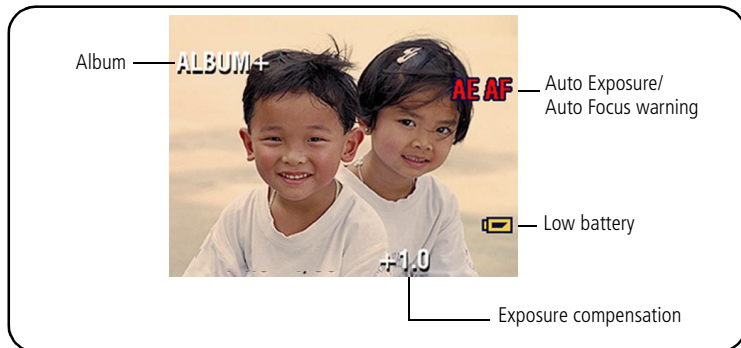 Album
ALBUM+
AE AF
Auto Exposure/
Auto Focus warning
Low battery
+1.0
Exposure compensation